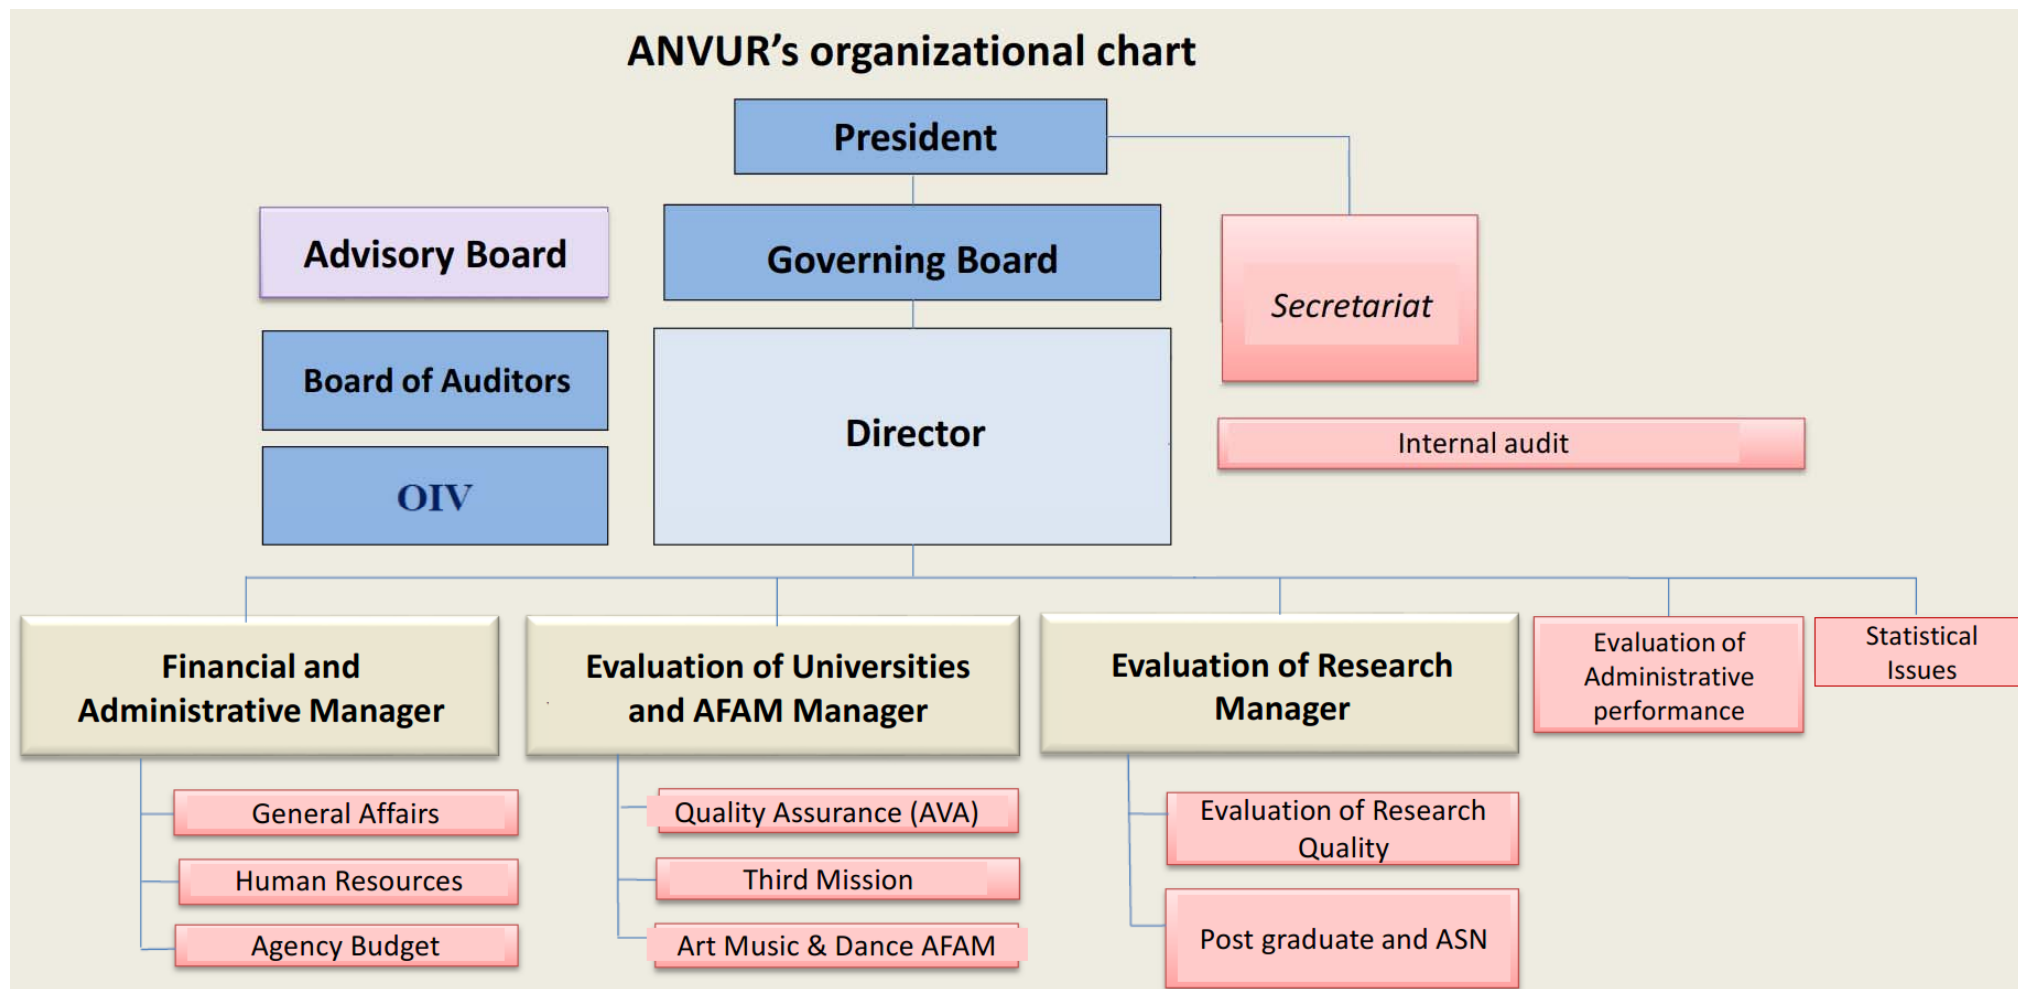 ANVUR’s organizational chart
President
Advisory Board
Governing Board
Secretariat
Board of Auditors
Director
Internal audit
OIV
Financial and
Administrative Manager
Evaluation of Universities
and AFAM Manager
Evaluation of Research
Manager
Evaluation of
Administrative
performance
Statistical
Issues
General Affairs
Human Resources
Agency Budget
Quality Assurance (AVA)
Third Mission
Art Music & Dance AFAM
Evaluation of Research
Quality
Post graduate and ASN